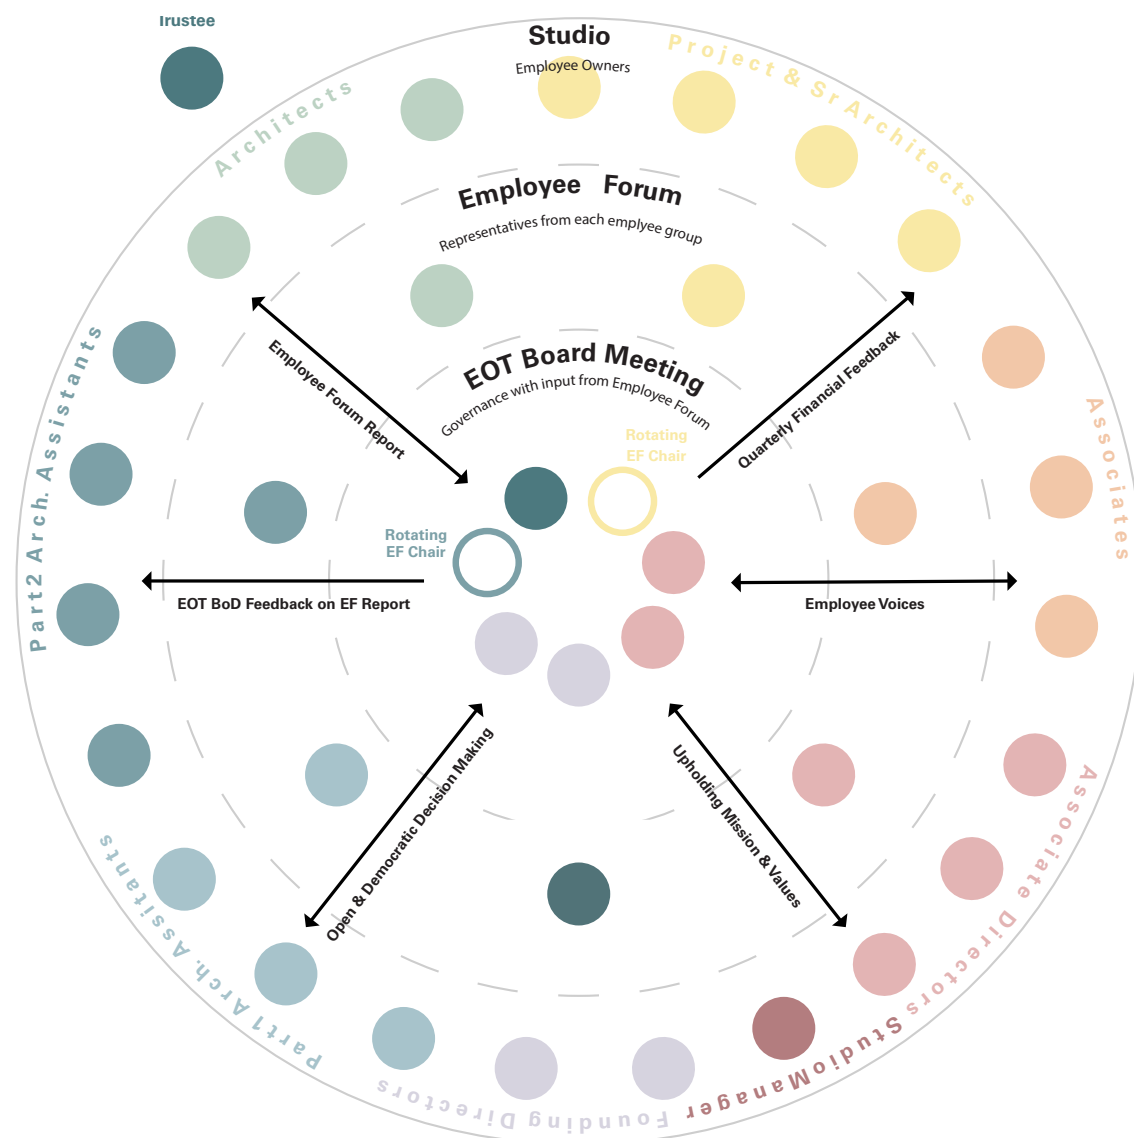 Trustee
Studio
Employee Owners
Project & Sr Architects
Architects
Employee Forum
Representatives from each emplyee group
EOT Board Meeting
Governance with input from Employee Forum
Employee Forum Report
Quarterly Financial Feedback
Part2 Arch. Assistants
Associates
Rotating
EF Chair
Rotating
EF Chair
EOT BoD Feedback on EF Report
Employee Voices
Open & Democratic Decision Making
Upholding Mission & Values
Part1 Arch. Assitants
Associate Directors
Founding Directors
StudioManager